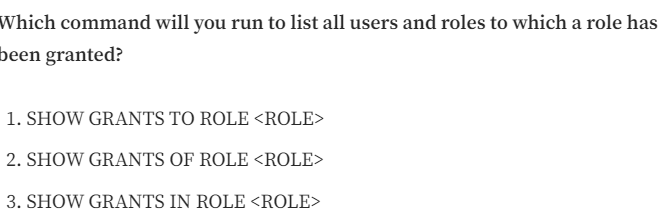 Which command will you run to list all users and roles to which a role has
been granted?
1. SHOW GRANTS TO ROLE <ROLE>
2. SHOW GRANTS OF ROLE <ROLE>
3. SHOW GRANTS IN ROLE <ROLE>